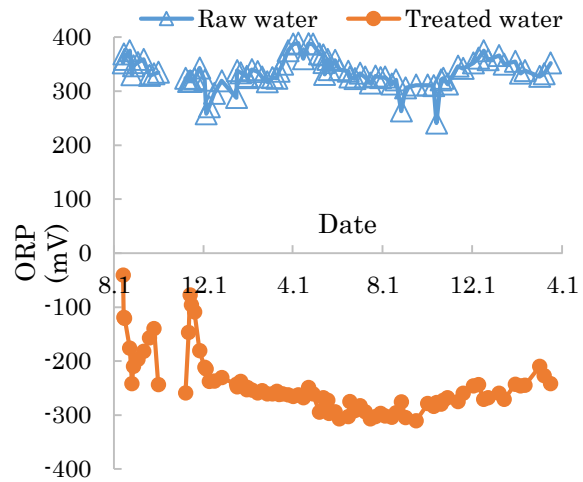 Raw water Treated water
400
300
200
100
0
-100
-200
-300
-400
ORP
(mV)
Date
8.1 12.1 4.1 8.1 12.1 4.1